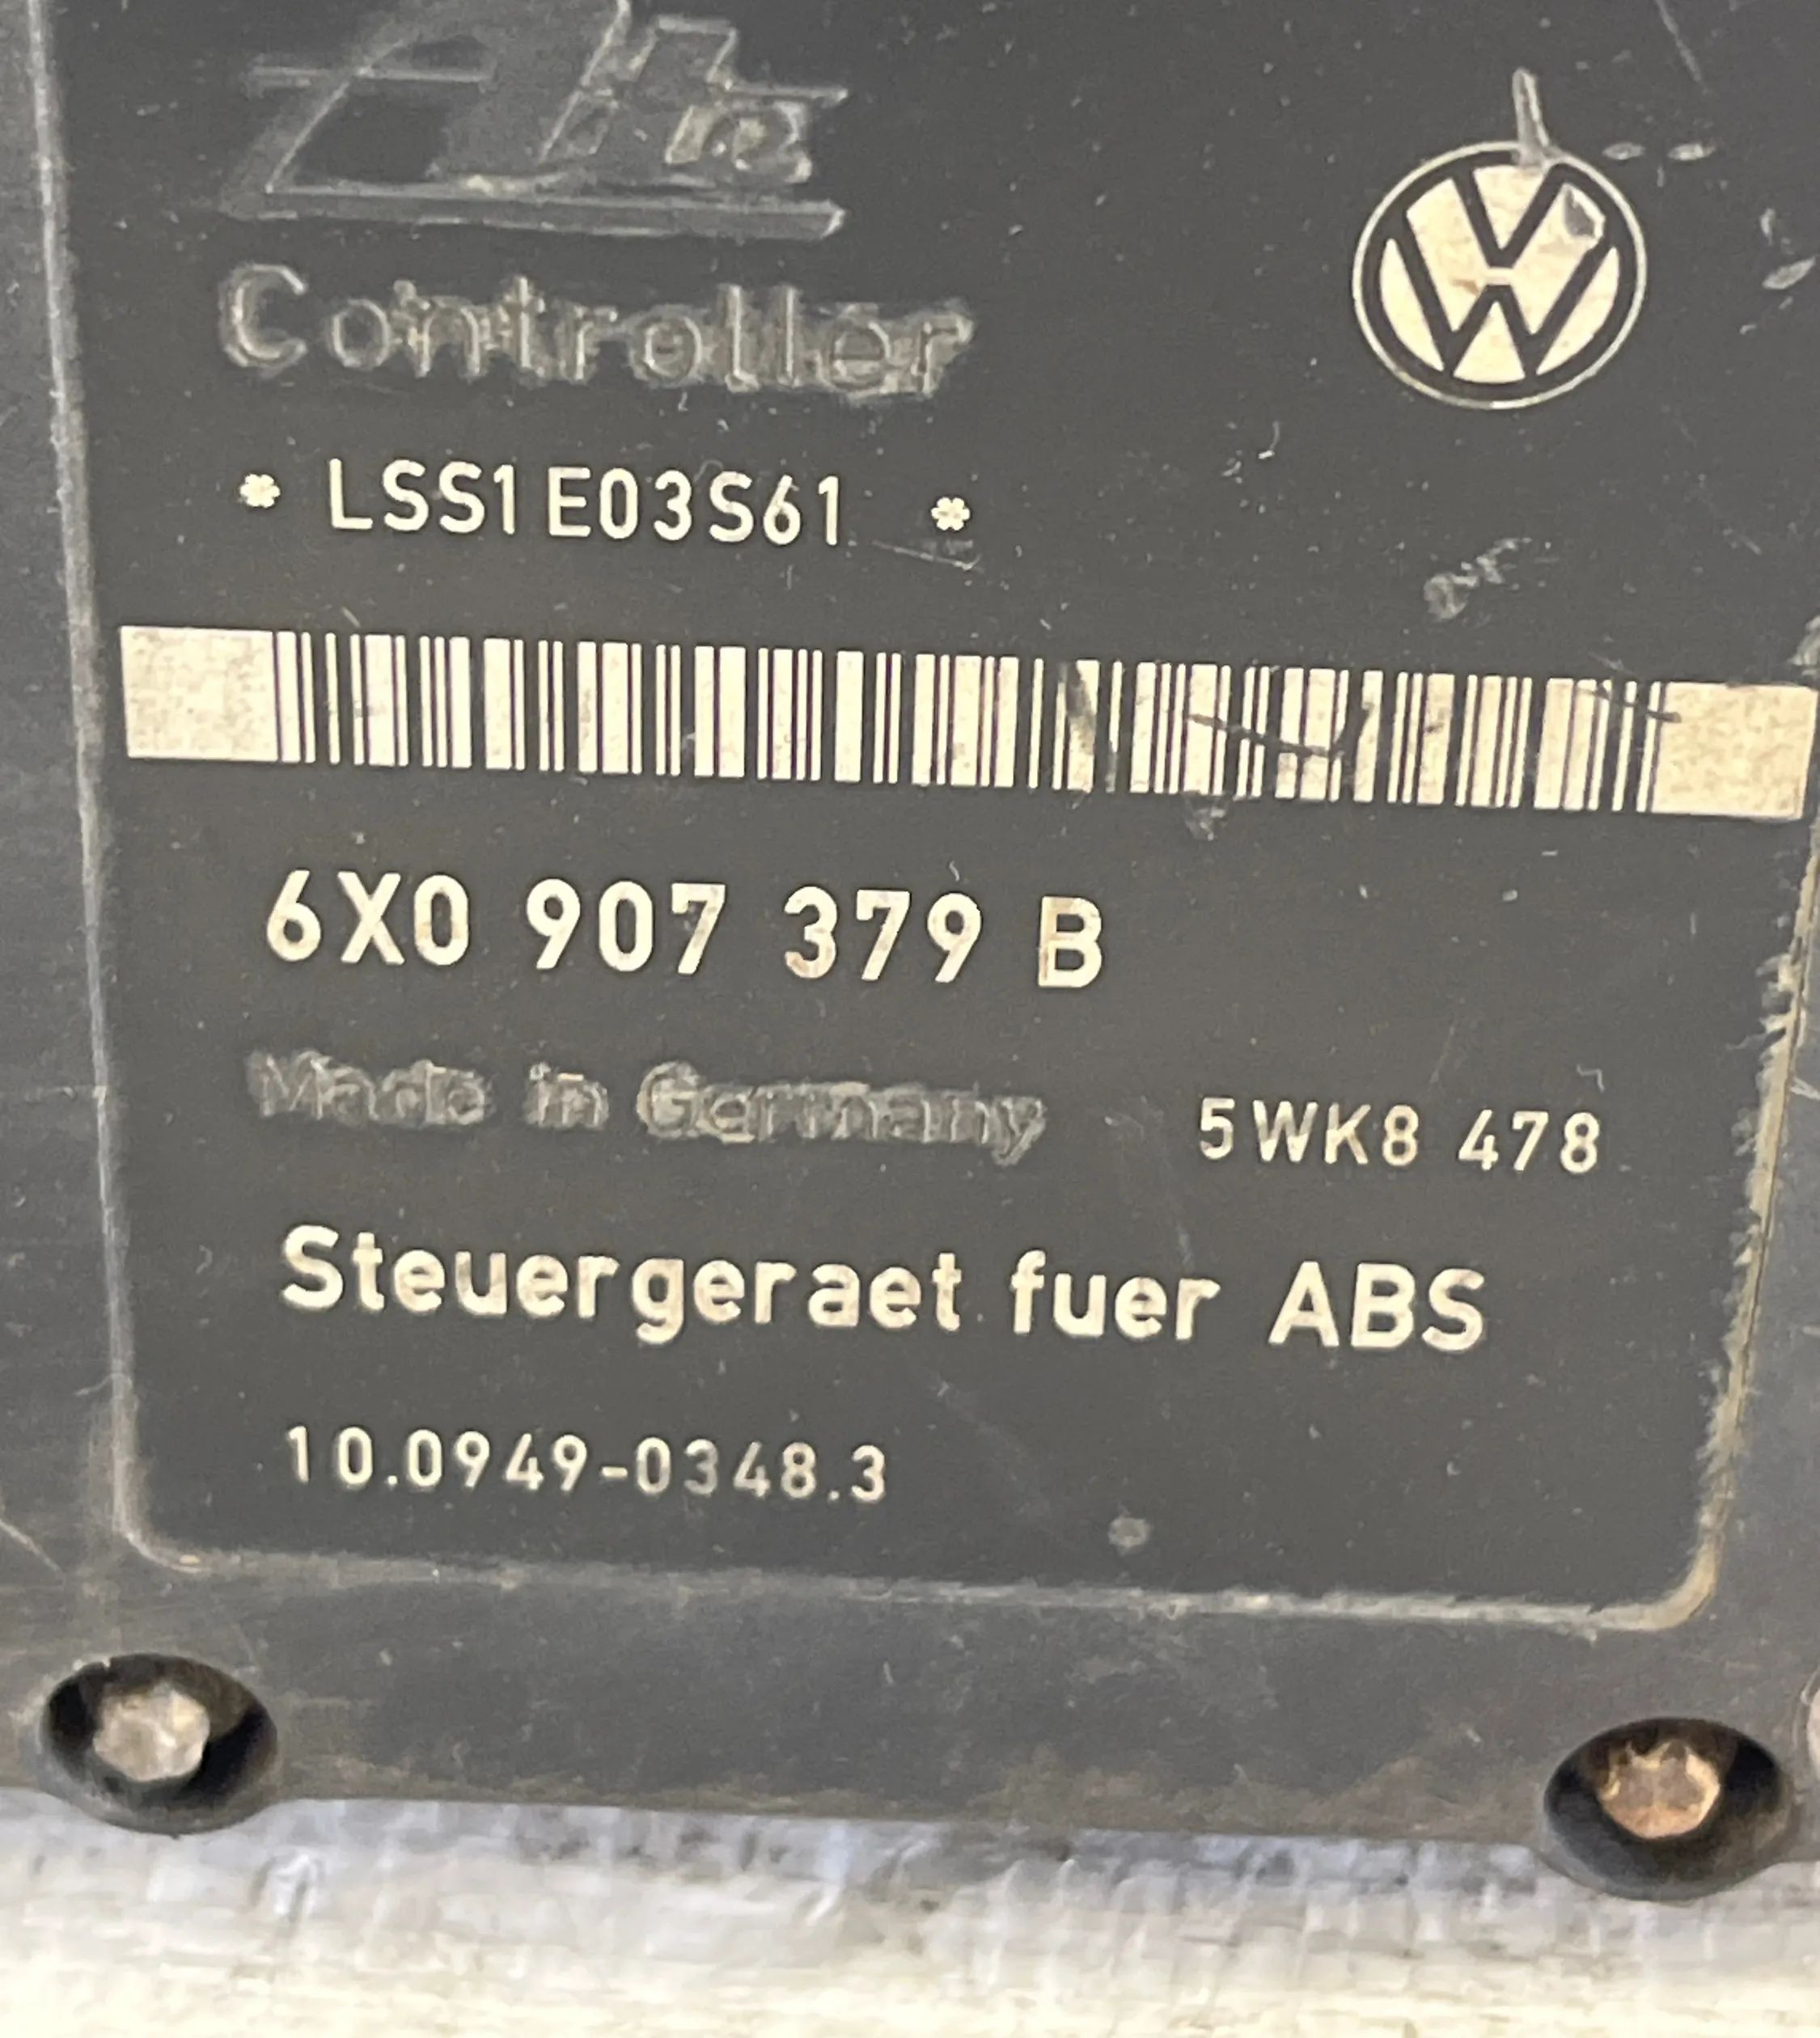 Controller
* LSS1E03S61 *
6X0 907 379 B
Made in Germany 5WK8 478
Steuergeraet fuer ABS
10.0949-0348.3